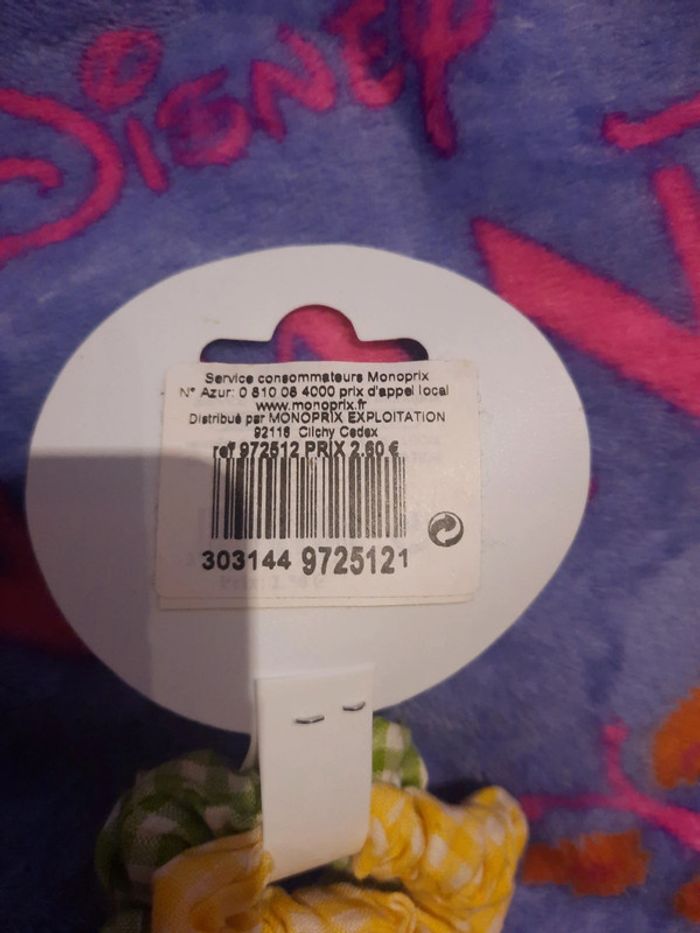 DISNEY
Service consommateurs Monoprix
N° Azur: 0 810 08 4000 prix d'appel local
www.monoprix.fr
Distribué par MONOPRIX EXPLOITATION
92116 Clichy Cedex
réf 972512 PRIX 2.60 €
303144 9725121